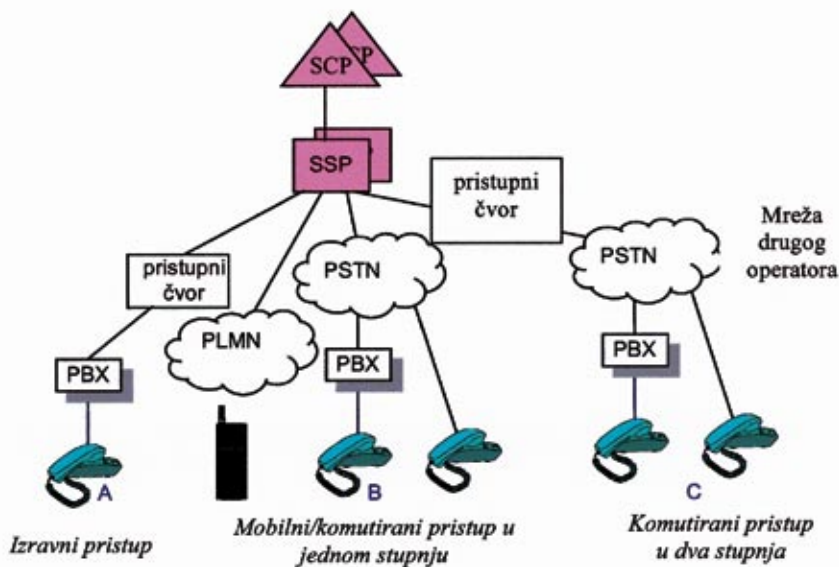 SCP
CP
SSP
pristupni
čvor
Mreža
drugog
operatora
PSTN
PSTN
pristupni
čvor
PLMN
PBX
PBX
PBX
A
B
C
Izravni pristup
Mobilni/komutirani pristup u
jednom stupnju
Komutirani pristup
u dva stupnja